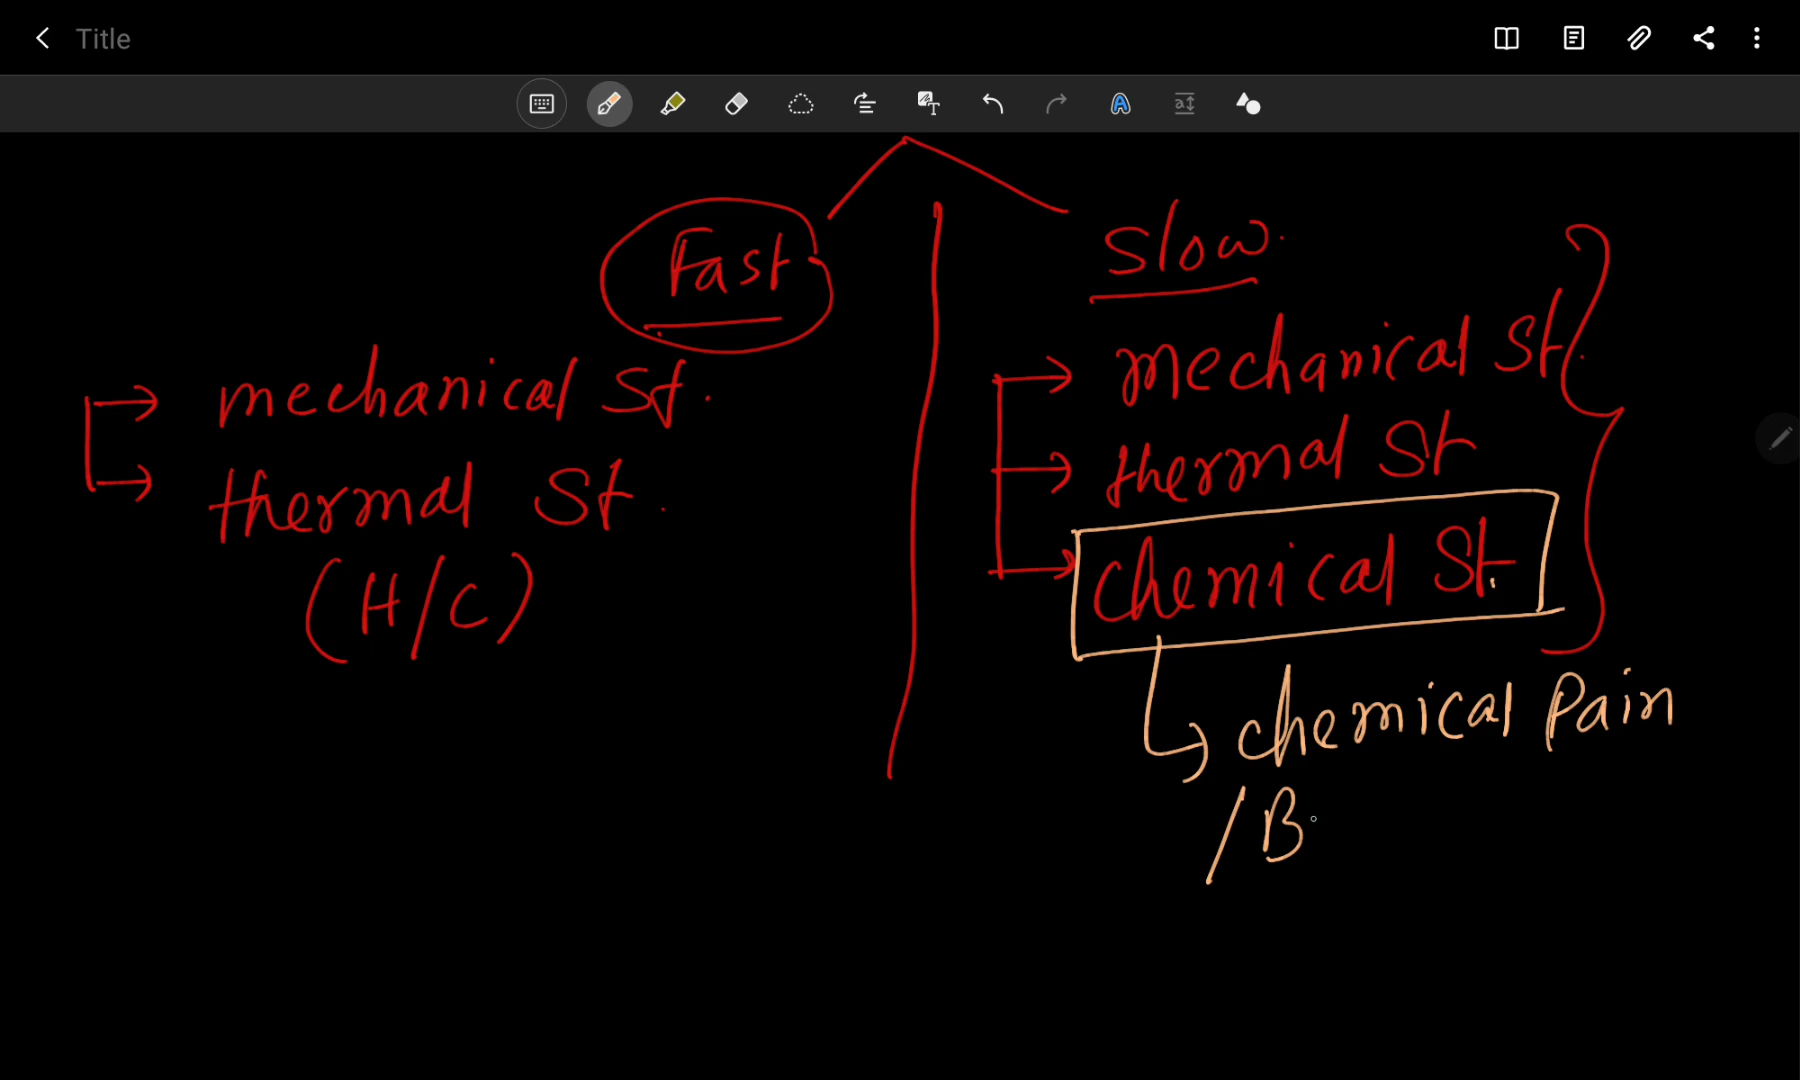 Title
Fast
mechanical St.
thermal St.
(H/C)
Slow.
mechanical St.
thermal St
Chemical St.
chemical Pain
/B